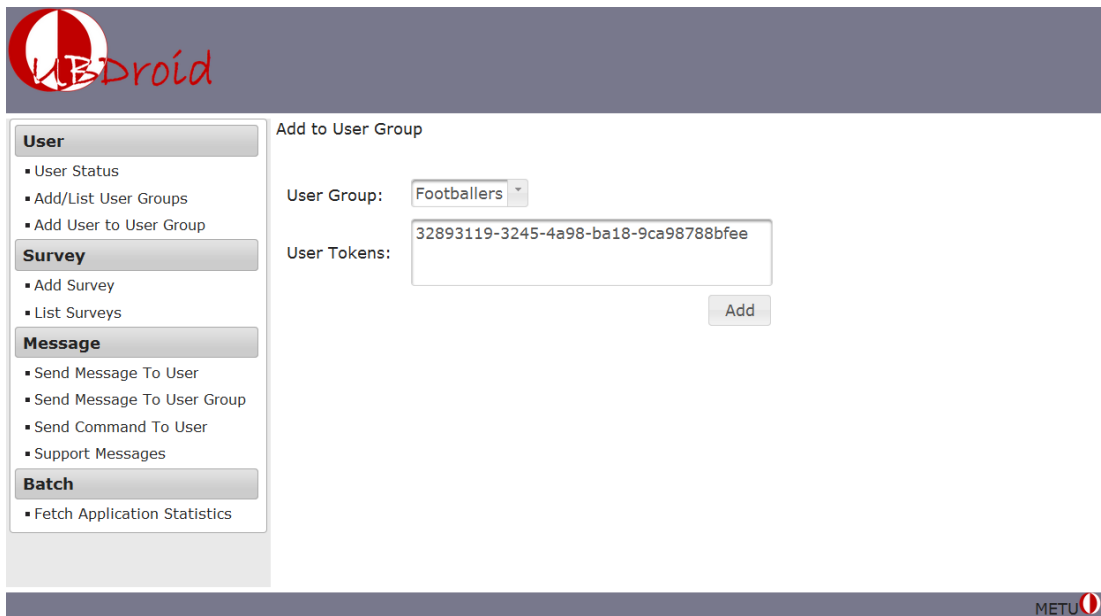 UBDroid
User
User Status
Add/List User Groups
Add User to User Group
Survey
Add Survey
List Surveys
Message
Send Message To User
Send Message To User Group
Send Command To User
Support Messages
Batch
Fetch Application Statistics
Add to User Group
User Group: Footballers
User Tokens: 32893119-3245-4a98-ba18-9ca98788bfee
Add
METU